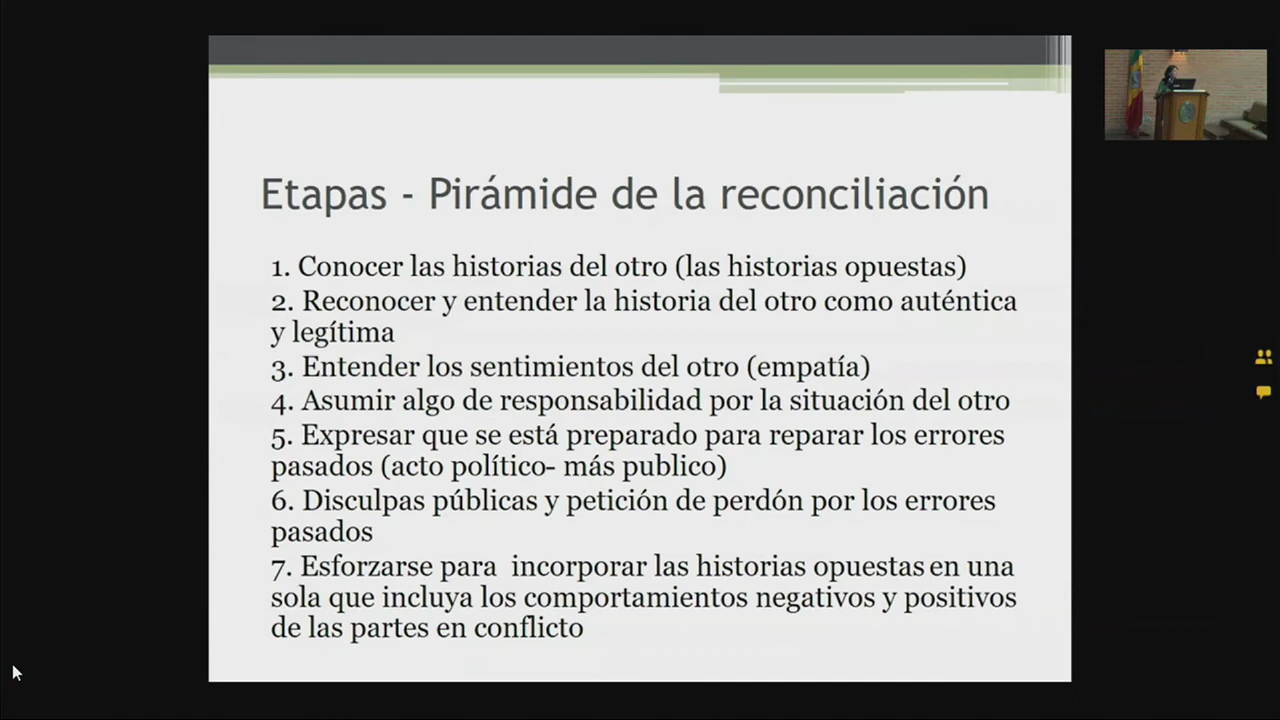 Etapas - Pirámide de la reconciliación
1. Conocer las historias del otro (las historias opuestas)
2. Reconocer y entender la historia del otro como auténtica
y legítima
3. Entender los sentimientos del otro (empatía)
4. Asumir algo de responsabilidad por la situación del otro
5. Expresar que se está preparado para reparar los errores
pasados (acto político- más publico)
6. Disculpas públicas y petición de perdón por los errores
pasados
7. Esforzarse para  incorporar las historias opuestas en una
sola que incluya los comportamientos negativos y positivos
de las partes en conflicto